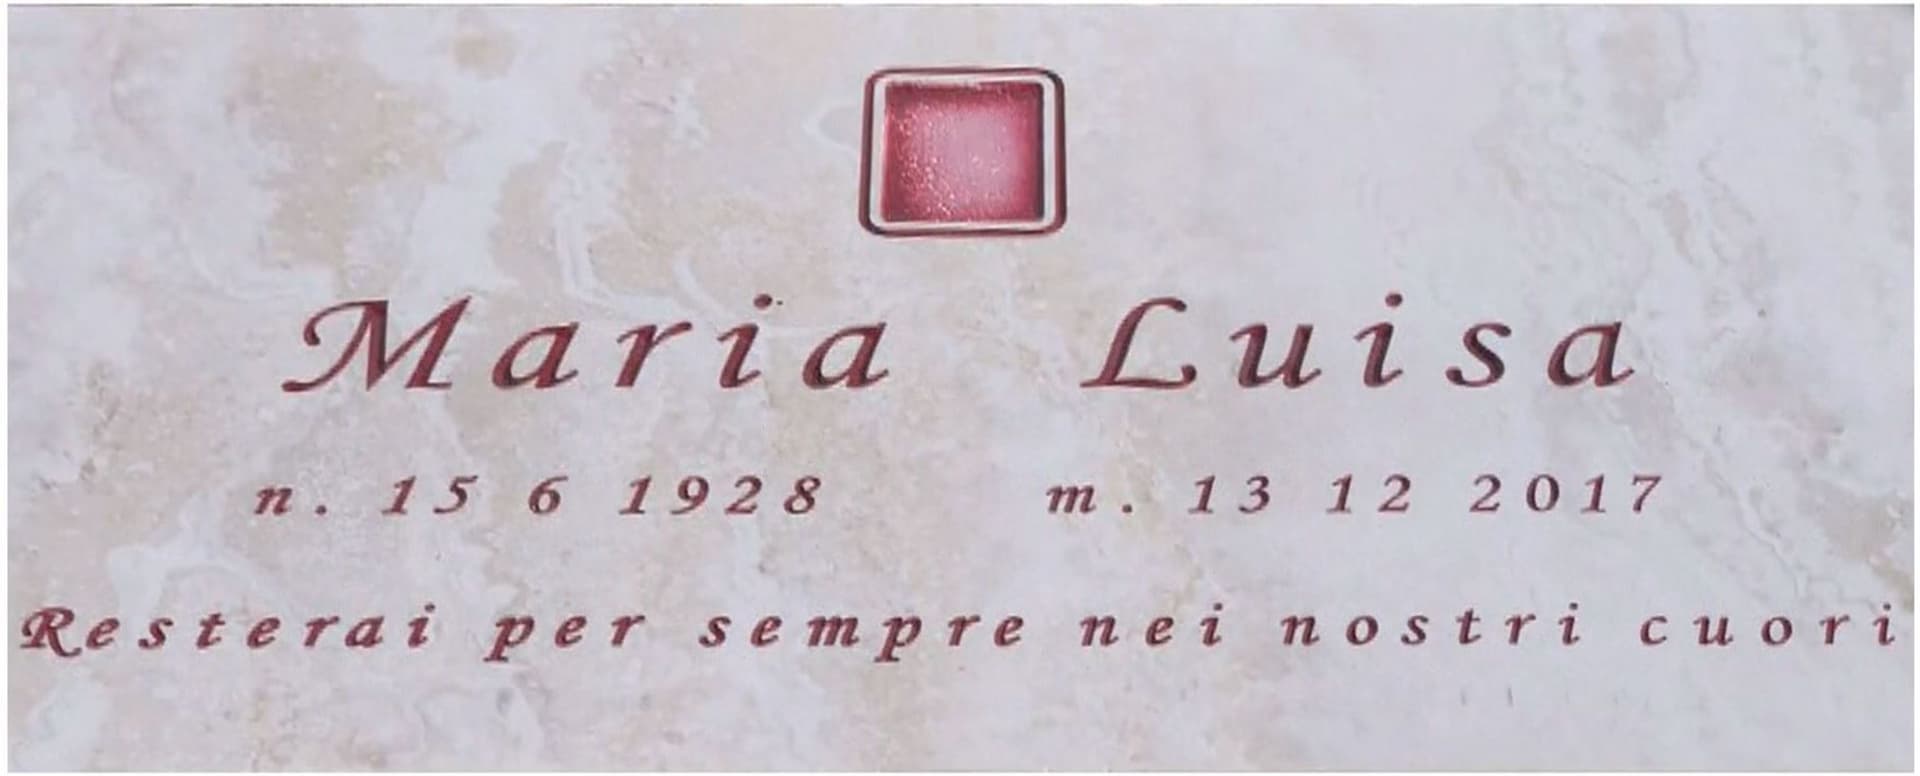 Maria Luisa
n. 15 6 1928 m. 13 12 2017
Resterai per sempre nei nostri cuori